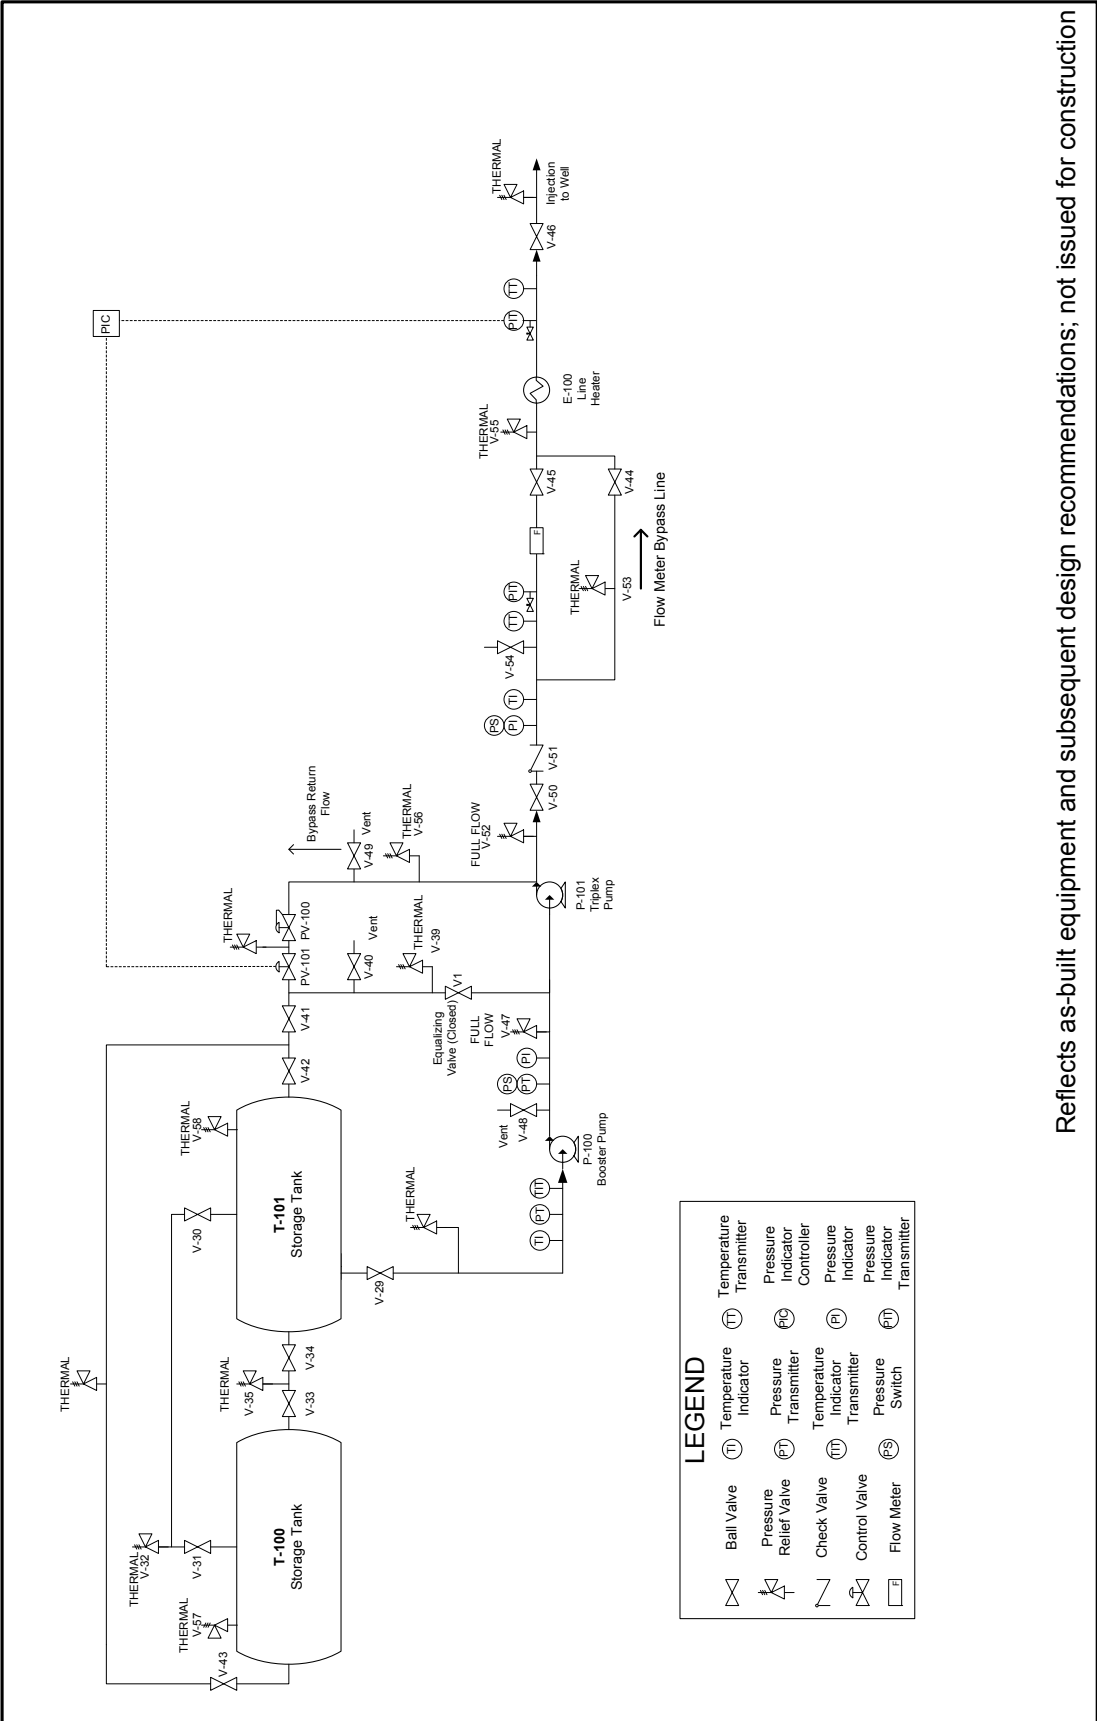 THERMAL
PIC
THERMAL
V-32
V-31
V-30
THERMAL
V-57
V-43
T-100
Storage Tank
V-33
THERMAL
V-35
V-34
T-101
Storage Tank
THERMAL
V-58
V-42
V-41
PV-101
THERMAL
PV-100
V-40
Vent
V-49
Vent
Bypass Return
Flow
THERMAL
V-39
THERMAL
V-56
V1
Equalizing
Valve (Closed)
V-29
THERMAL
TI
PT
TIT
P-100
Booster Pump
Vent
V-48
PS
PT
PI
FULL
FLOW
V-47
P-101
Triplex
Pump
FULL FLOW
V-52
V-50
V-51
PS
PI
TI
V-54
TT
PIT
F
V-45
THERMAL
V-53
V-44
Flow Meter Bypass Line
THERMAL
V-55
E-100
Line
Heater
PIT
TT
V-46
THERMAL
Injection
to Well
LEGEND
Ball Valve
TI Temperature
Indicator
TT Temperature
Transmitter
Pressure
Relief Valve
PT Pressure
Transmitter
PIC Pressure
Indicator
Controller
Check Valve
TIT Temperature
Indicator
Transmitter
PI Pressure
Indicator
Control Valve
F Flow Meter
PS Pressure
Switch
PIT Pressure
Indicator
Transmitter
Reflects as-built equipment and subsequent design recommendations; not issued for construction